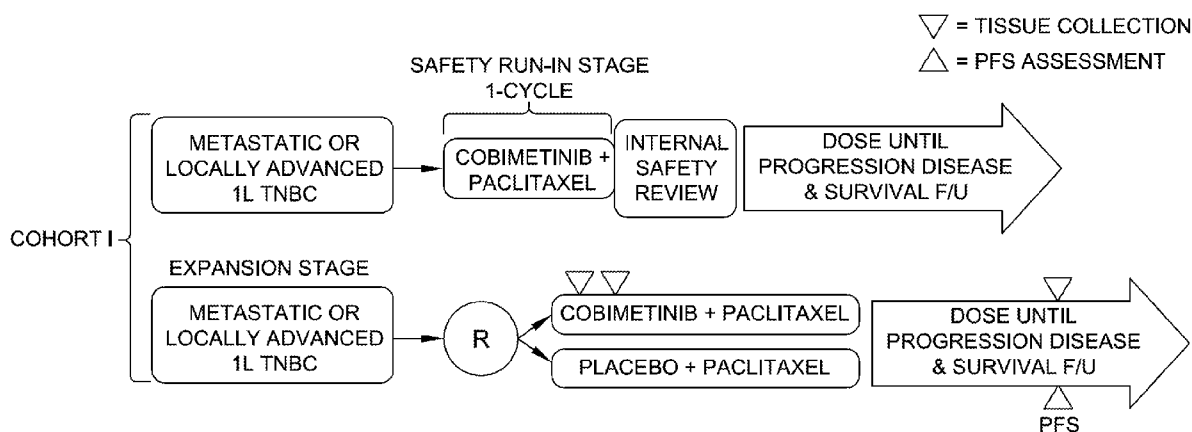 = TISSUE COLLECTION
= PFS ASSESSMENT
SAFETY RUN-IN STAGE
1-CYCLE
METASTATIC OR
LOCALLY ADVANCED
1L TNBC
COBIMETINIB +
PACLITAXEL
INTERNAL
SAFETY
REVIEW
DOSE UNTIL
PROGRESSION DISEASE
& SURVIVAL F/U
COHORT I
EXPANSION STAGE
METASTATIC OR
LOCALLY ADVANCED
1L TNBC
R
COBIMETINIB + PACLITAXEL
PLACEBO + PACLITAXEL
DOSE UNTIL
PROGRESSION DISEASE
& SURVIVAL F/U
PFS